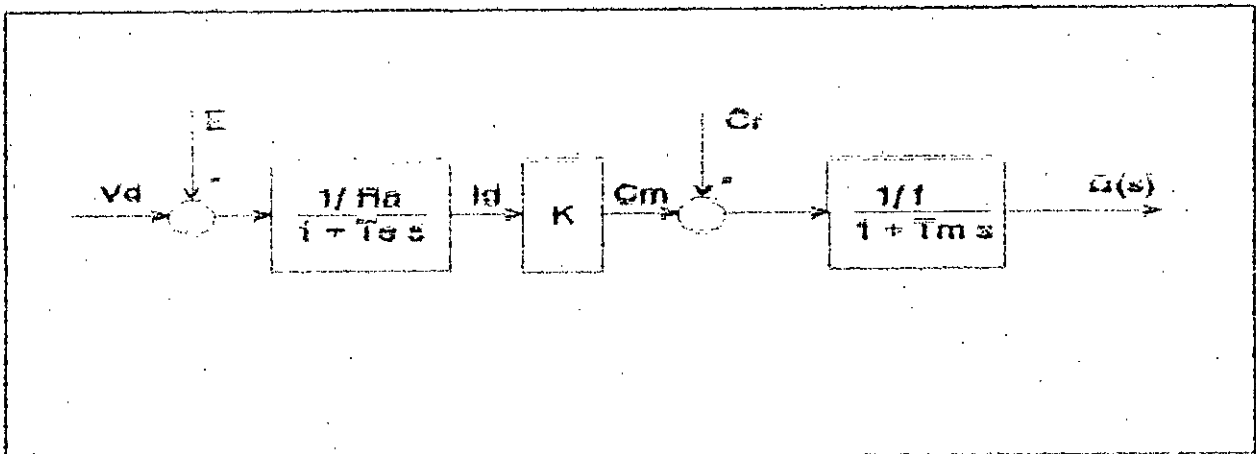 E
Cr
Vd
-
1/ Ra
1 + Ta s
Id
K
Cm
-
1/ f
1 + Tm s
Ω(s)